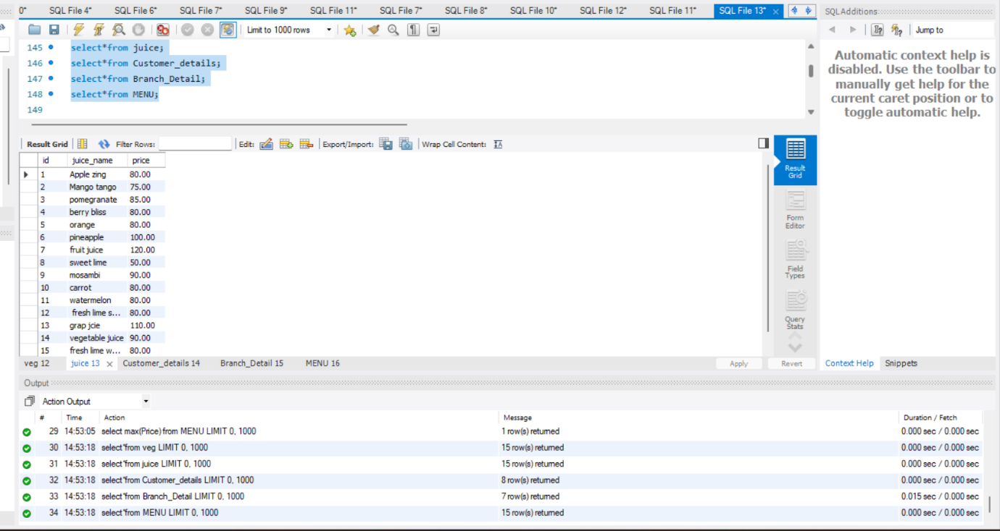 0* SQL File 4* SQL File 6* SQL File 7* SQL File 9* SQL File 11* SQL File 7* SQL File 8* SQL File 10* SQL File 12* SQL File 11* SQL File 13* ×
SQLAdditions
Limit to 1000 rows
Jump to
145 select*from juice;
146 select*from Customer_details;
147 select*from Branch_Detail;
148 select*from MENU;
149
Automatic context help is
disabled. Use the toolbar to
manually get help for the
current caret position or to
toggle automatic help.
Result Grid Filter Rows: Edit: Export/Import: Wrap Cell Content: IA
id juice_name price
1 Apple zing 80.00
2 Mango tango 75.00
3 pomegranate 85.00
4 berry bliss 80.00
5 orange 80.00
6 pineapple 100.00
7 fruit juice 120.00
8 sweet lime 50.00
9 mosambi 90.00
10 carrot 80.00
11 watermelon 80.00
12 fresh lime s... 80.00
13 grap jcie 110.00
14 vegetable juice 90.00
15 fresh lime w... 80.00
Result
Grid
Form
Editor
Field
Types
Query
Stats
veg 12 juice 13 × Customer_details 14 Branch_Detail 15 MENU 16 Apply Revert
Context Help Snippets
Output
Action Output
# Time Action Message Duration / Fetch
29 14:53:05 select max(Price) from MENU LIMIT 0, 1000 1 row(s) returned 0.000 sec / 0.000 sec
30 14:53:18 select*from veg LIMIT 0, 1000 15 row(s) returned 0.000 sec / 0.000 sec
31 14:53:18 select*from juice LIMIT 0, 1000 15 row(s) returned 0.000 sec / 0.000 sec
32 14:53:18 select*from Customer_details LIMIT 0, 1000 8 row(s) returned 0.000 sec / 0.000 sec
33 14:53:18 select*from Branch_Detail LIMIT 0, 1000 7 row(s) returned 0.015 sec / 0.000 sec
34 14:53:18 select*from MENU LIMIT 0, 1000 15 row(s) returned 0.000 sec / 0.000 sec